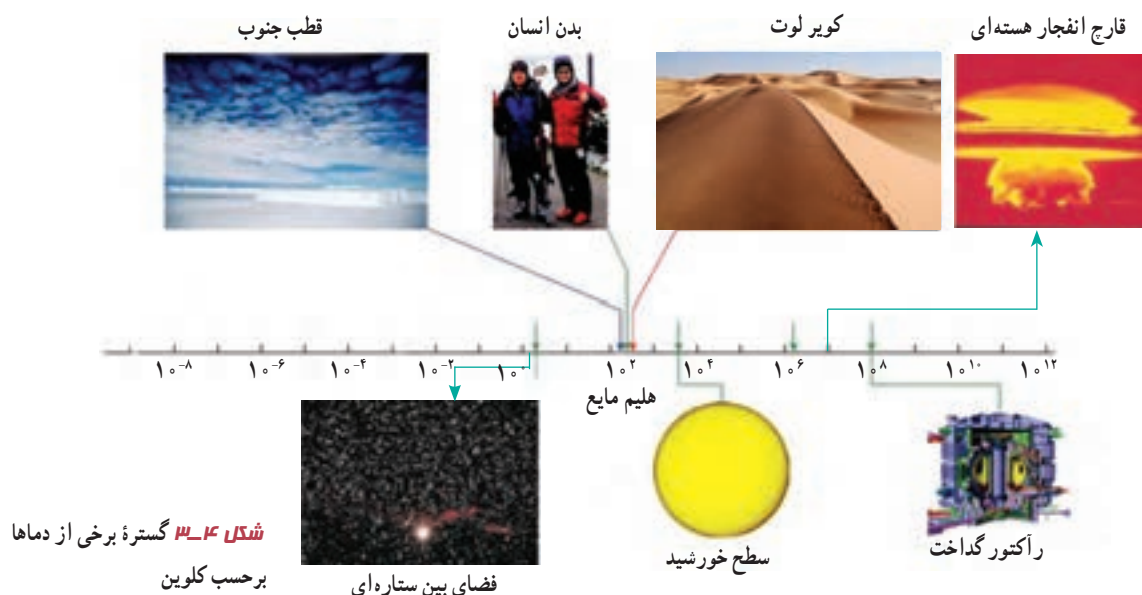 قطب جنوب
بدن انسان
کویر لوت
قارچ انفجار هسته‌ای
۱۰⁻⁸ ۱۰⁻⁶ ۱۰⁻⁴ ۱۰⁻² ۱۰⁰ ۱۰² ۱۰⁴ ۱۰⁶ ۱۰⁸ ۱۰¹⁰ ۱۰¹²
هلیم مایع
فضای بین ستاره‌ای
سطح خورشید
رآکتور گداخت
شکل ۴ــ۳ گسترهٔ برخی از دماها
برحسب کلوین